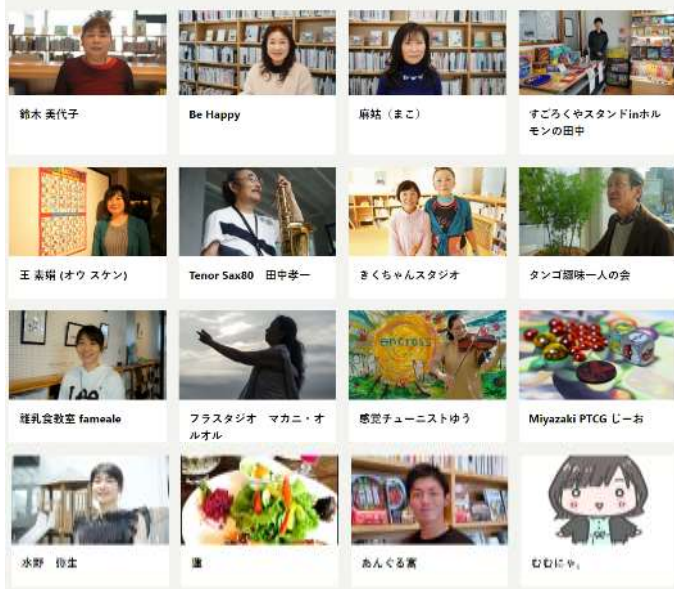 鈴木 美代子
Be Happy
麻姑（まこ）
すごろくやスタンドinホル
モンの田中
王 素娟 (オウ スケン)
Tenor Sax80　田中孝一
きくちゃんスタジオ
タンゴ趣味一人の会
離乳食教室 fameale
フラスタジオ　マカニ・オ
ルオル
encross
感覚チューニストゆう
Miyazaki PTCG じーお
水野　弥生
蓮
あんぐる窩
むむにゃ。